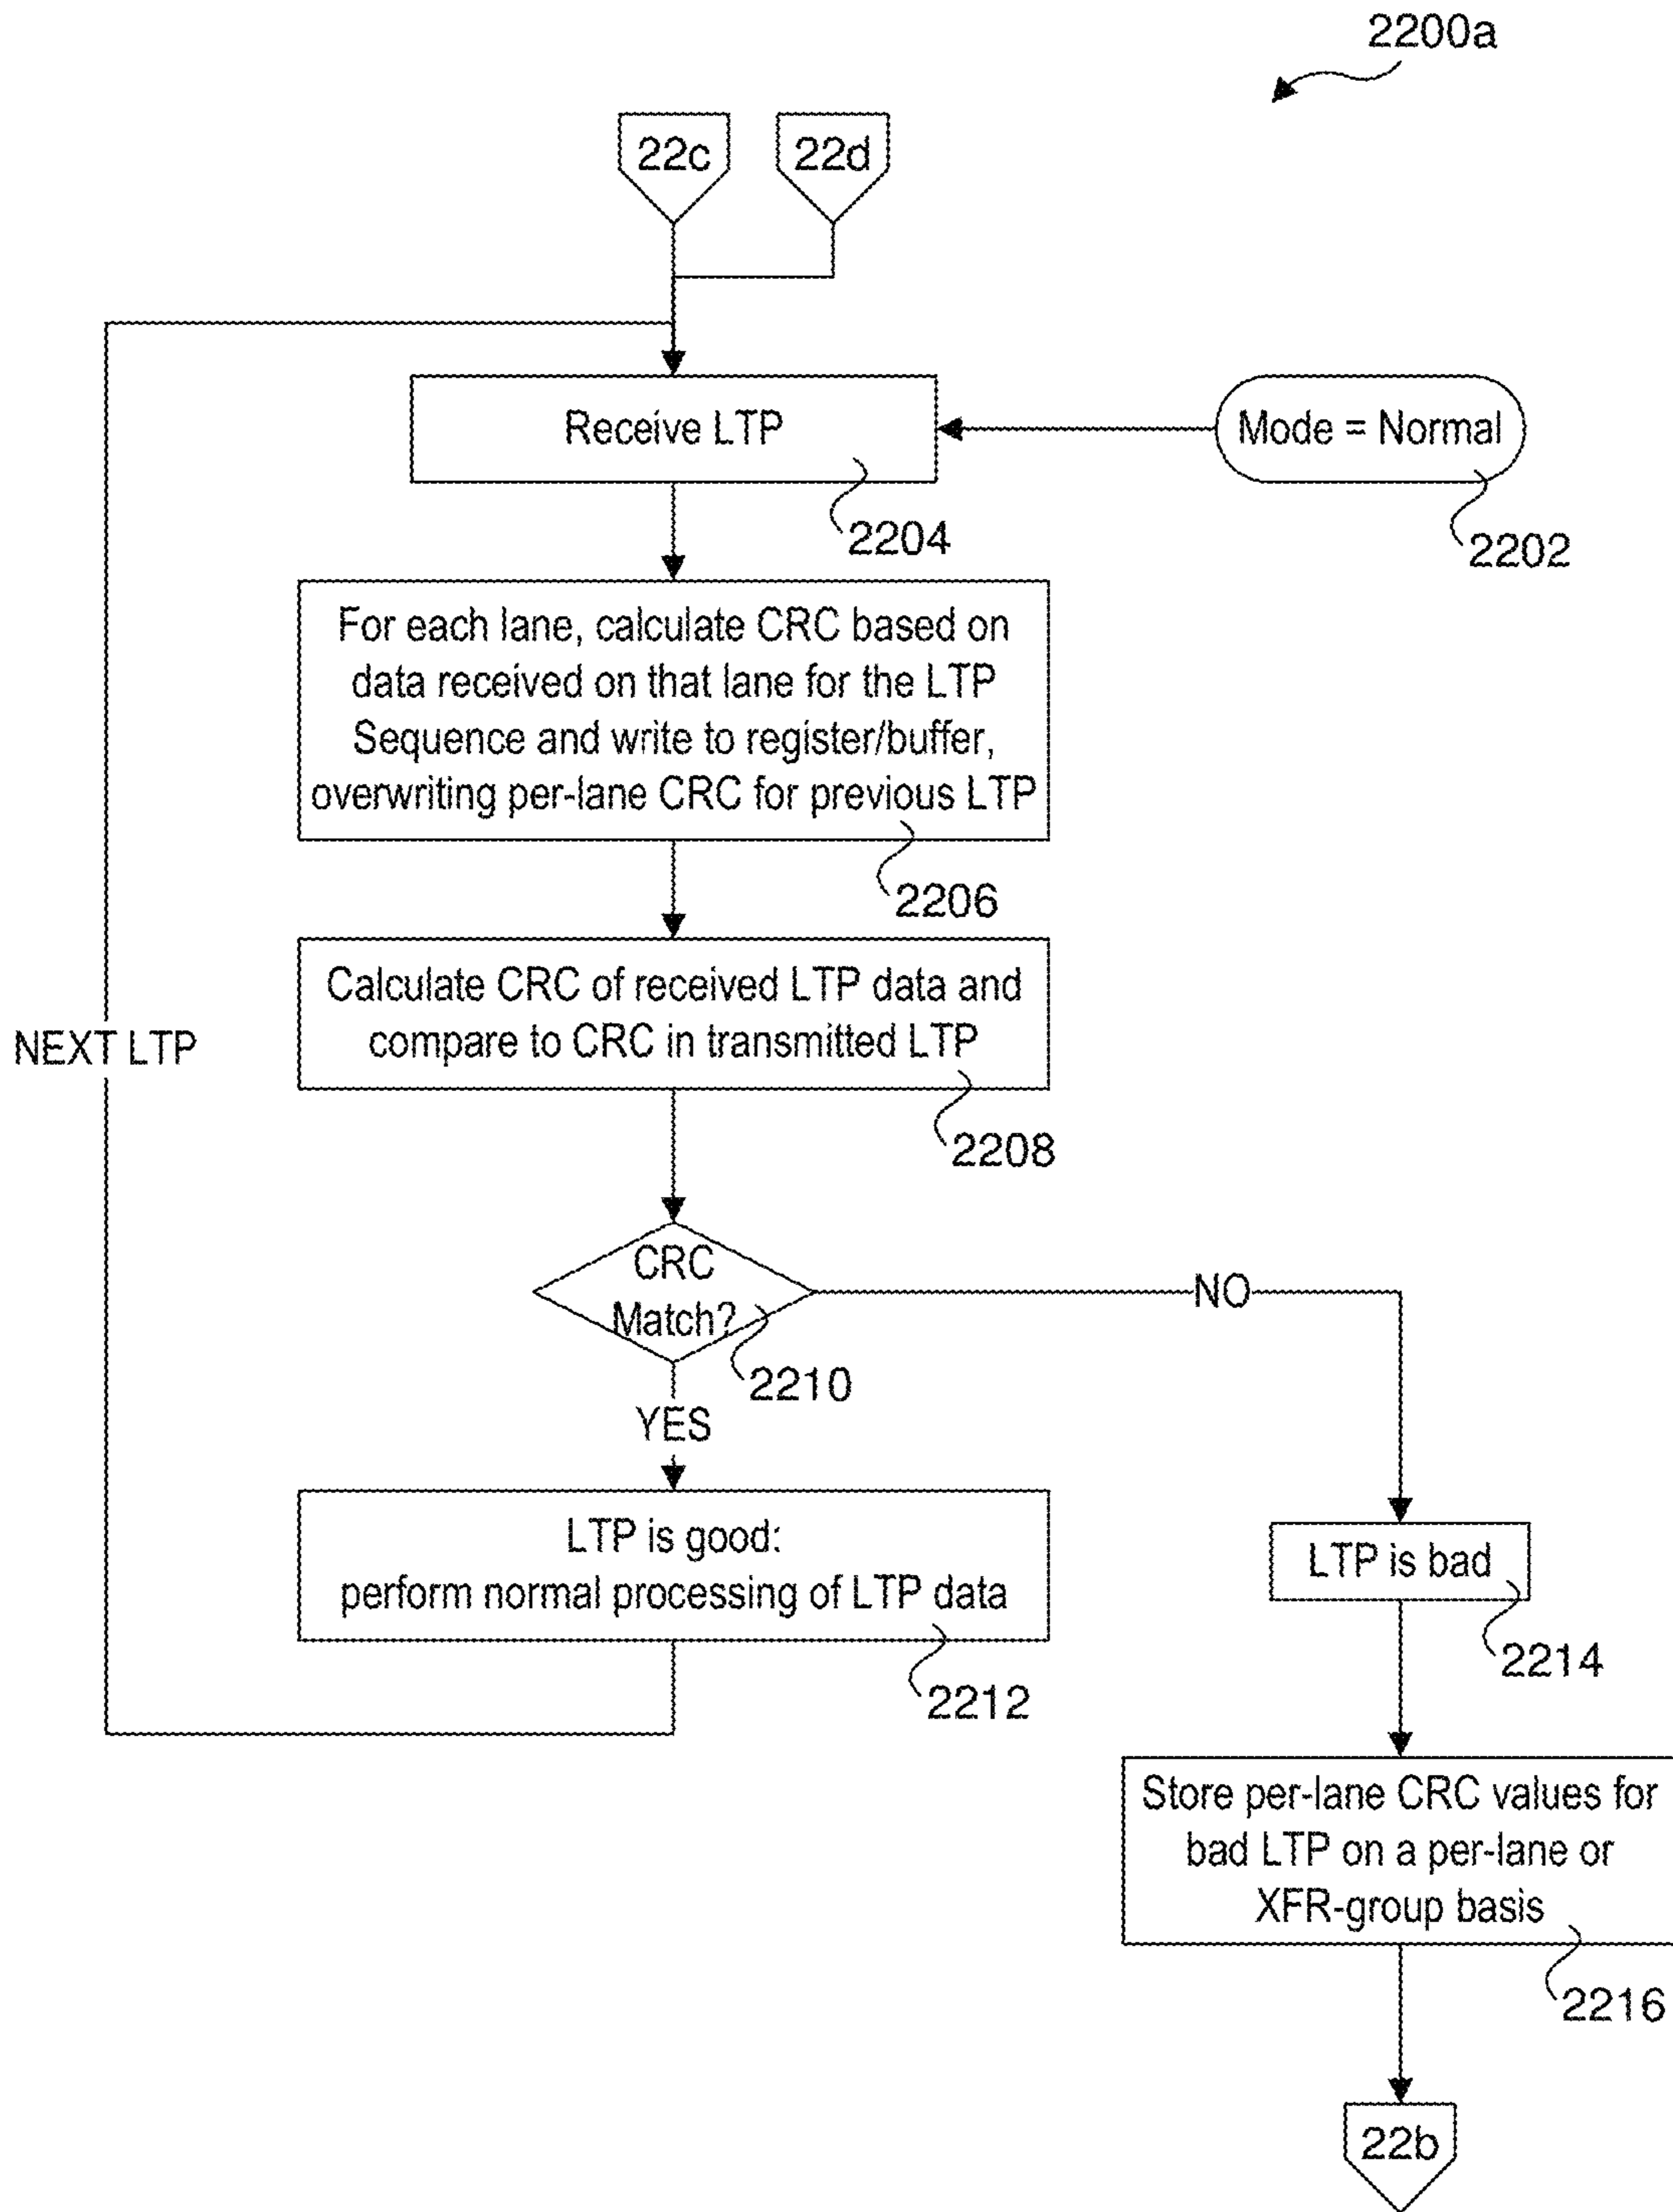 2200a
22c
22d
Receive LTP
2204
Mode = Normal
2202
For each lane, calculate CRC based on
data received on that lane for the LTP
Sequence and write to register/buffer,
overwriting per-lane CRC for previous LTP
2206
Calculate CRC of received LTP data and
compare to CRC in transmitted LTP
2208
NEXT LTP
CRC
Match?
2210
NO
YES
LTP is good:
perform normal processing of LTP data
2212
LTP is bad
2214
Store per-lane CRC values for
bad LTP on a per-lane or
XFR-group basis
2216
22b